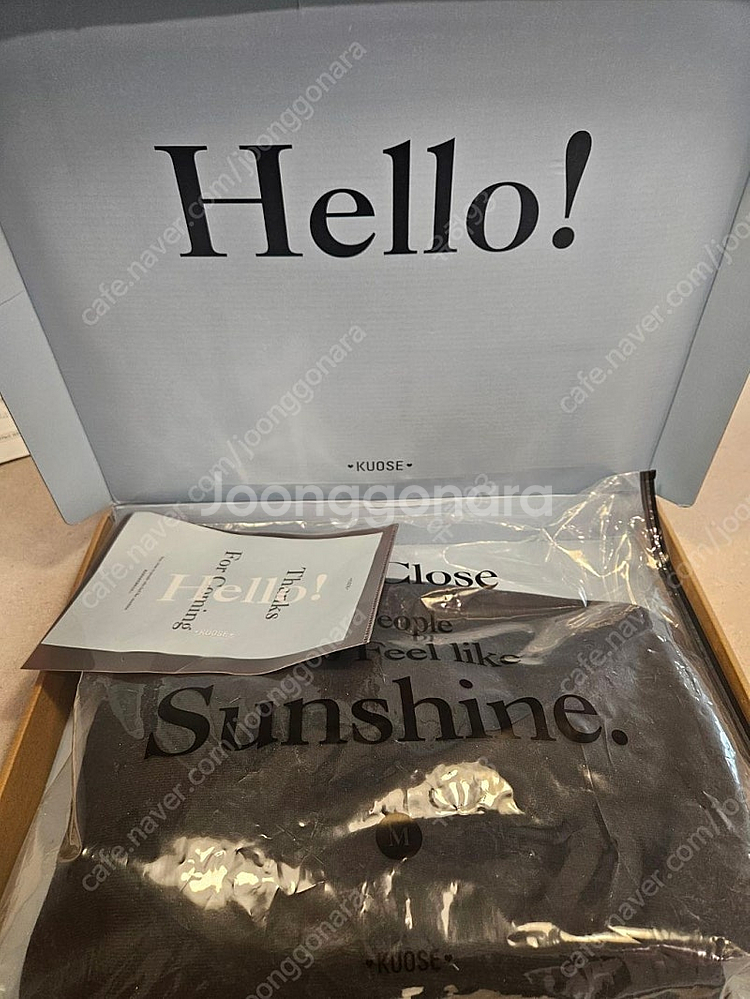 Hello!
♥KUOSE♥
Joonggonara
Hello!
Thanks
For Coming
♥KUOSE♥
Close
eople
Feel like
Sunshine.
M
♥KUOSE♥
cafe.naver.com/joonggonara